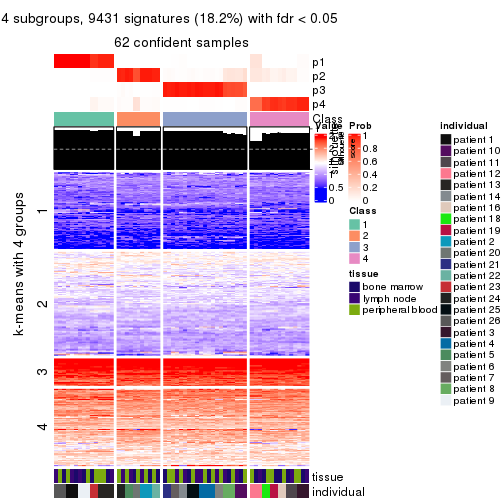 4 subgroups, 9431 signatures (18.2%) with fdr < 0.05
62 confident samples
p1
p2
p3
p4
Class
k-means with 4 groups
1
2
3
4
tissue
individual
Value
1
0.5
0
Prob
1
0.8
0.6
0.4
0.2
0
Class
1
2
3
4
tissue
bone marrow
lymph node
peripheral blood
individual
patient 1
patient 10
patient 11
patient 12
patient 13
patient 14
patient 16
patient 18
patient 19
patient 2
patient 20
patient 21
patient 22
patient 23
patient 24
patient 25
patient 26
patient 3
patient 4
patient 5
patient 6
patient 7
patient 8
patient 9